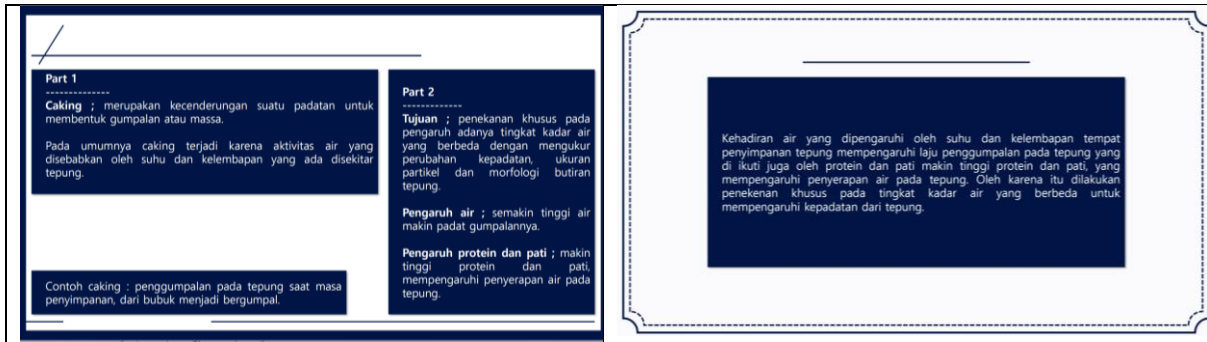 Part 1
--------------
Caking ; merupakan kecenderungan suatu padatan untuk
membentuk gumpalan atau massa.
Pada umumnya caking terjadi karena aktivitas air yang
disebabkan oleh suhu dan kelembapan yang ada disekitar
tepung.
Contoh caking : penggumpalan pada tepung saat masa
penyimpanan, dari bubuk menjadi bergumpal.
Part 2
-------------
Tujuan ; penekanan khusus pada
pengaruh adanya tingkat kadar air
yang berbeda dengan mengukur
perubahan kepadatan, ukuran
partikel dan morfologi butiran
tepung.
Pengaruh air ; semakin tinggi air
makin padat gumpalannya.
Pengaruh protein dan pati ; makin
tinggi protein dan pati,
mempengaruhi penyerapan air pada
tepung.
Kehadiran air yang dipengaruhi oleh suhu dan kelembapan tempat
penyimpanan tepung mempengaruhi laju penggumpalan pada tepung yang
di ikuti juga oleh protein dan pati makin tinggi protein dan pati, yang
mempengaruhi penyerapan air pada tepung. Oleh karena itu dilakukan
penekenan khusus pada tingkat kadar air yang berbeda untuk
mempengaruhi kepadatan dari tepung.